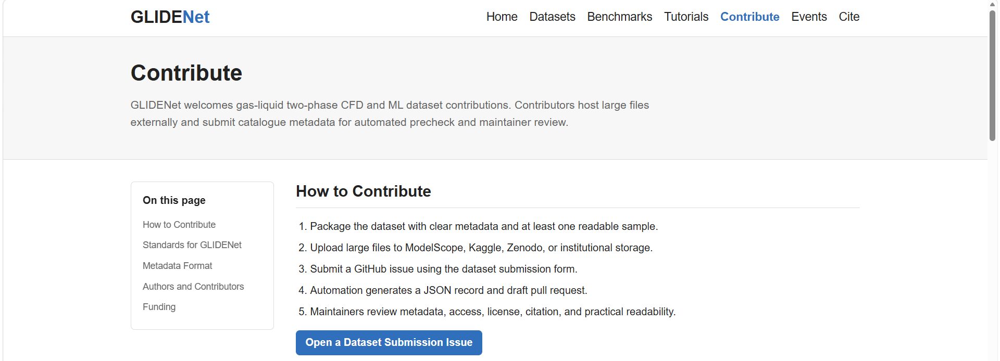 GLIDENet
Home Datasets Benchmarks Tutorials Contribute Events Cite
Contribute
GLIDENet welcomes gas-liquid two-phase CFD and ML dataset contributions. Contributors host large files
externally and submit catalogue metadata for automated precheck and maintainer review.
On this page
How to Contribute
Standards for GLIDENet
Metadata Format
Authors and Contributors
Funding
How to Contribute
1. Package the dataset with clear metadata and at least one readable sample.
2. Upload large files to ModelScope, Kaggle, Zenodo, or institutional storage.
3. Submit a GitHub issue using the dataset submission form.
4. Automation generates a JSON record and draft pull request.
5. Maintainers review metadata, access, license, citation, and practical readability.
Open a Dataset Submission Issue